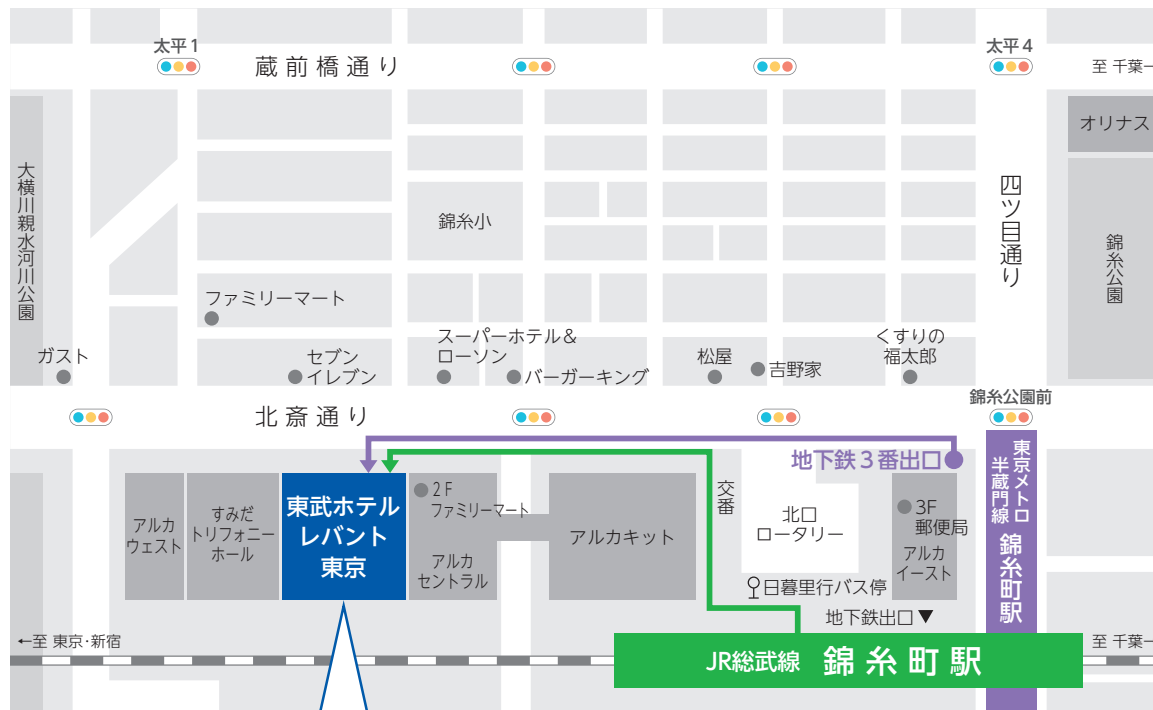 太平1
太平4
蔵前橋通り
至 千葉
オリナス
大横川親水河川公園
四ツ目通り
錦糸小
錦糸公園
ファミリーマート
ガスト
セブン
イレブン
スーパーホテル&
ローソン
バーガーキング
松屋
吉野家
くすりの
福太郎
北斎通り
錦糸公園前
地下鉄3番出口
東京メトロ
半蔵門線
錦糸町駅
アルカ
ウェスト
すみだ
トリフォニー
ホール
東武ホテル
レバント
東京
2F
ファミリーマート
アルカ
セントラル
アルカキット
交番
北口
ロータリー
3F
郵便局
アルカ
イースト
日暮里行バス停
地下鉄出口▼
←至 東京・新宿
JR総武線 錦糸町駅
至 千葉